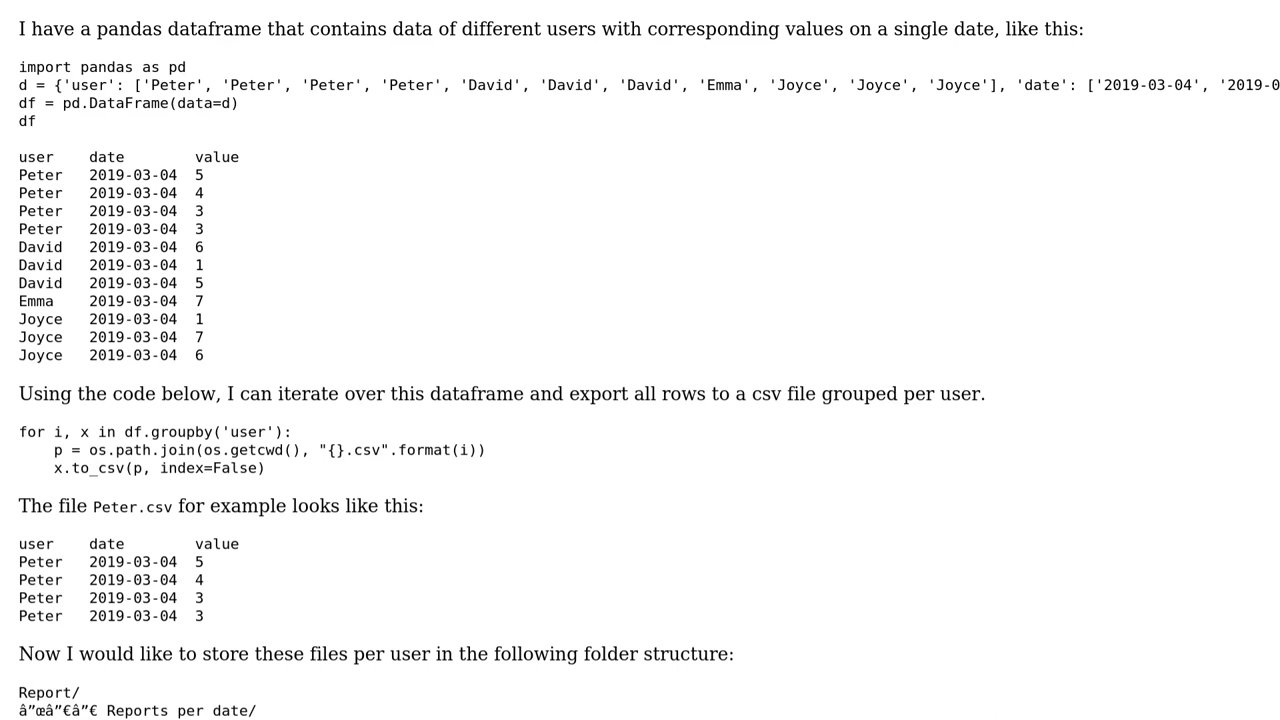 I have a pandas dataframe that contains data of different users with corresponding values on a single date, like this:
import pandas as pd
d = {'user': ['Peter', 'Peter', 'Peter', 'Peter', 'David', 'David', 'David', 'Emma', 'Joyce', 'Joyce', 'Joyce'], 'date': ['2019-03-04', '2019-0
df = pd.DataFrame(data=d)
df
user    date        value
Peter   2019-03-04  5
Peter   2019-03-04  4
Peter   2019-03-04  3
Peter   2019-03-04  3
David   2019-03-04  6
David   2019-03-04  1
David   2019-03-04  5
Emma    2019-03-04  7
Joyce   2019-03-04  1
Joyce   2019-03-04  7
Joyce   2019-03-04  6
Using the code below, I can iterate over this dataframe and export all rows to a csv file grouped per user.
for i, x in df.groupby('user'):
    p = os.path.join(os.getcwd(), "{}.csv".format(i))
    x.to_csv(p, index=False)
The file Peter.csv for example looks like this:
user    date        value
Peter   2019-03-04  5
Peter   2019-03-04  4
Peter   2019-03-04  3
Peter   2019-03-04  3
Now I would like to store these files per user in the following folder structure:
Report/
â”œâ”€â”€ Reports per date/